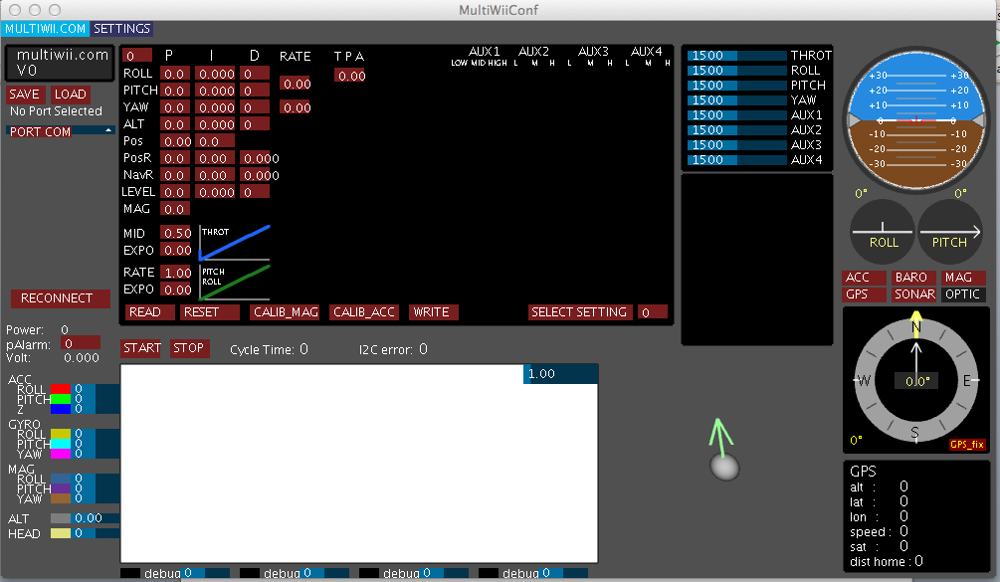 MultiWiiConf
MULTIWII.COM SETTINGS
multiwii.com
V0
SAVE LOAD
No Port Selected
PORT COM
RECONNECT
Power: 0
pAlarm: 0
Volt: 0.000
0 P I D RATE T P A
ROLL 0.0 0.000 0
PITCH 0.0 0.000 0 0.00 0.00
YAW 0.0 0.000 0 0.00
ALT 0.0 0.000 0
Pos 0.00 0.0
PosR 0.0 0.00 0.000
NavR 0.0 0.00 0.000
LEVEL 0.0 0.000 0
MAG 0.0
MID 0.50 THROT
EXPO 0.00
RATE 1.00 PITCH
ROLL
EXPO 0.00
AUX1 AUX2 AUX3 AUX4
LOW MID HIGH L M H L M H L M H
READ RESET CALIB_MAG CALIB_ACC WRITE SELECT SETTING 0
START STOP Cycle Time: 0 I2C error: 0
1500 THROT
1500 ROLL
1500 PITCH
1500 YAW
1500 AUX1
1500 AUX2
1500 AUX3
1500 AUX4
+30 +30
+20 +20
+10 +10
0 0
-10 -10
-20 -20
-30 -30
0° 0°
ROLL PITCH
ACC BARO MAG
GPS SONAR OPTIC
N
W 0.0° E
S
0° GPS_fix
GPS
alt : 0
lat : 0
lon : 0
speed : 0
sat : 0
dist home : 0
1.00
ACC
ROLL 0
PITCH 0
Z 0
GYRO
ROLL 0
PITCH 0
YAW 0
MAG
ROLL 0
PITCH 0
YAW 0
ALT 0.00
HEAD 0
debug 0 debug 0 debug 0 debug 0